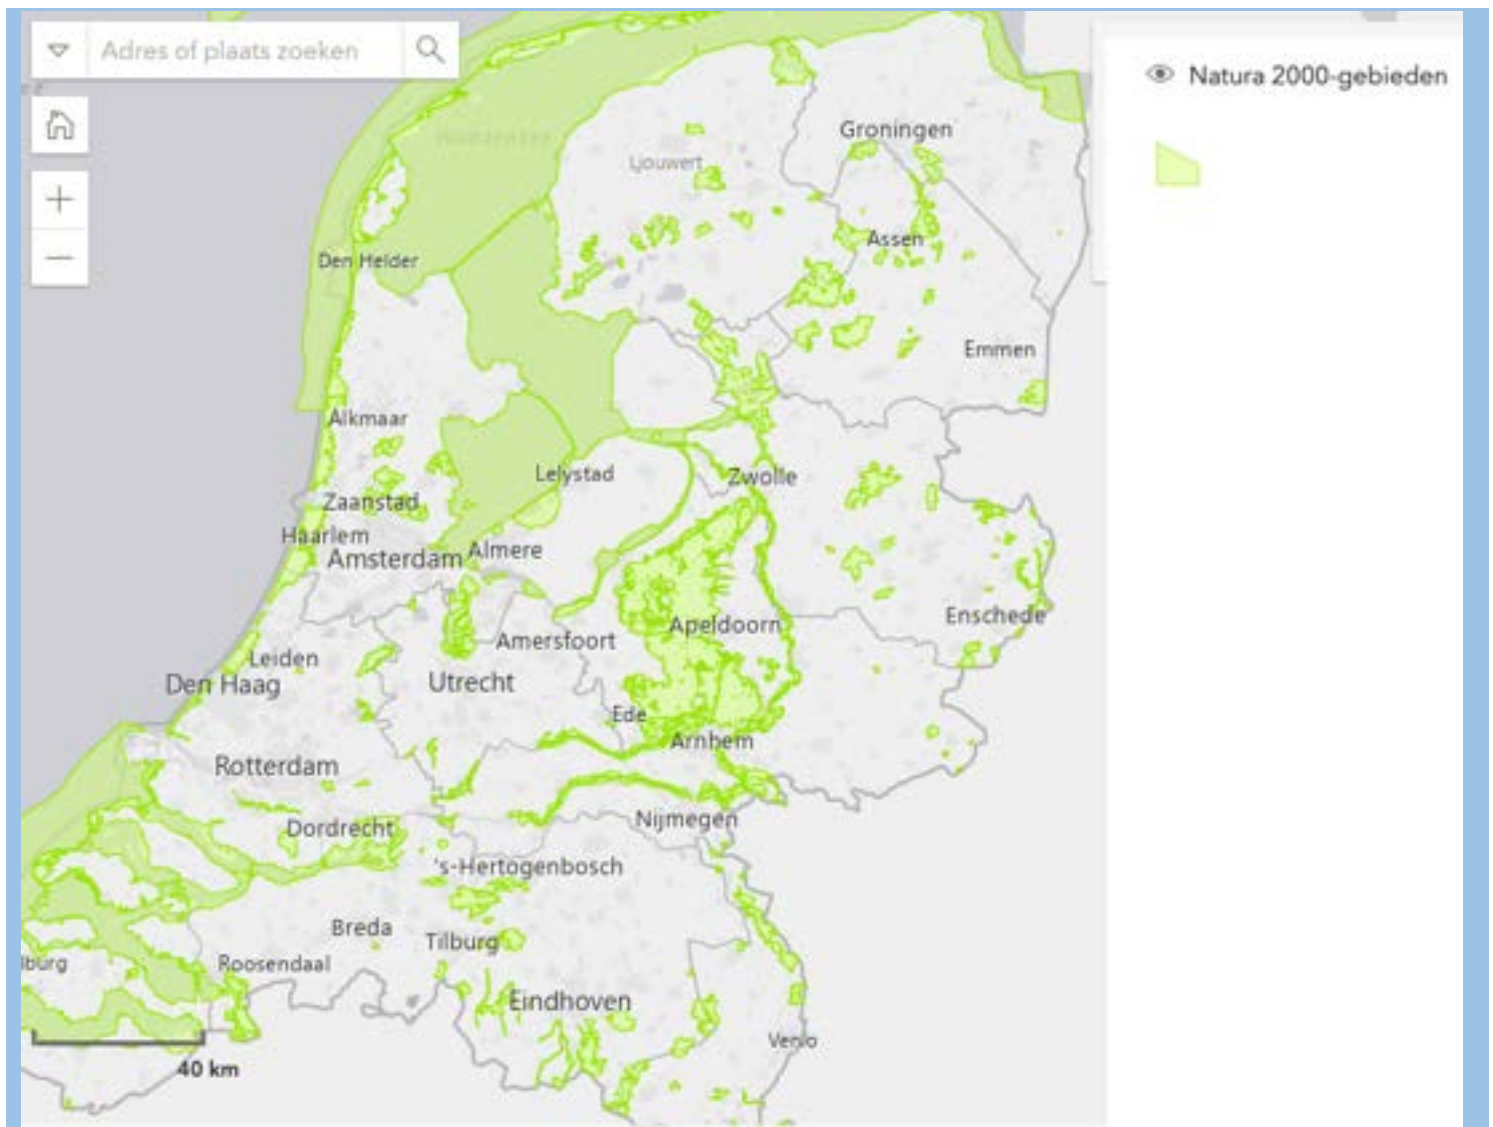 Adres of plaats zoeken
Natura 2000-gebieden
Groningen
Ljouwert
Assen
Den Helder
Emmen
Alkmaar
Lelystad
Zwolle
Zaanstad
Haarlem
Amsterdam
Almere
Enschede
Apeldoorn
Amersfoort
Leiden
Den Haag
Utrecht
Ede
Arnhem
Rotterdam
Nijmegen
Dordrecht
's-Hertogenbosch
Breda
Tilburg
lburg
Roosendaal
Eindhoven
Venlo
40 km